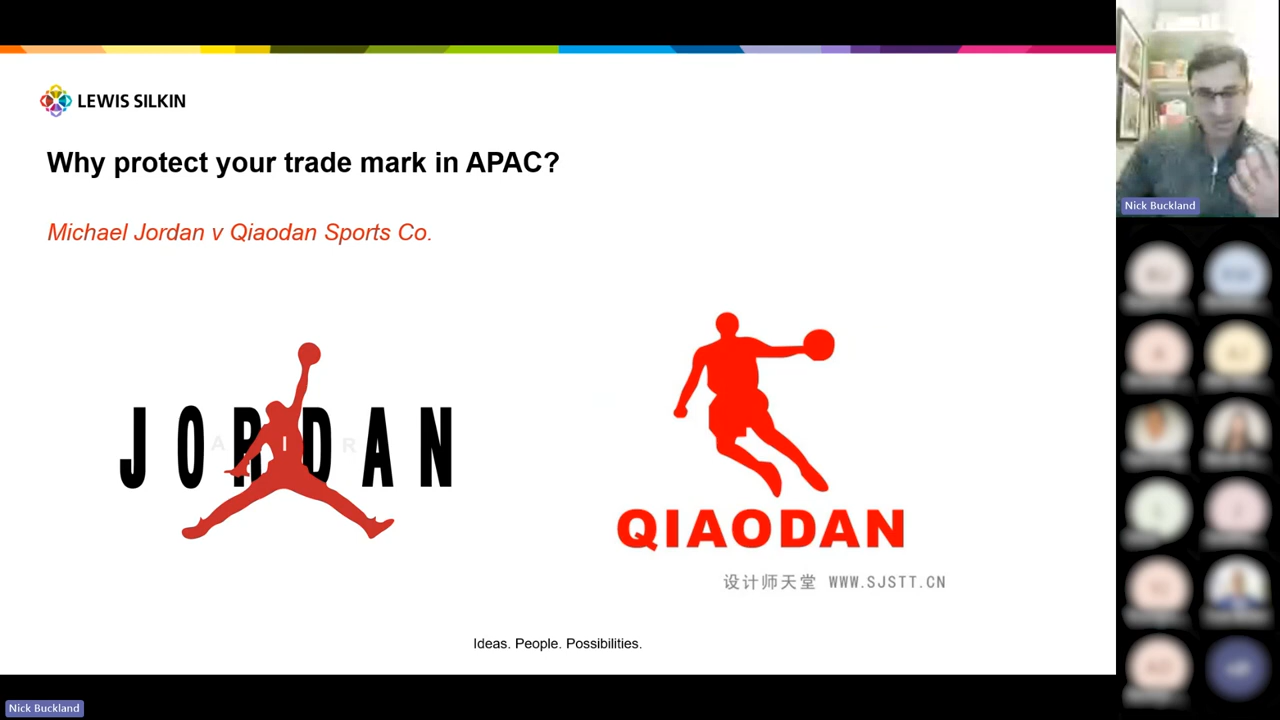 LEWIS SILKIN
Why protect your trade mark in APAC?
Michael Jordan v Qiaodan Sports Co.
JORDAN
AIR
QIAODAN
设计师天堂 WWW.SJSTT.CN
Ideas. People. Possibilities.
Nick Buckland
Nick Buckland